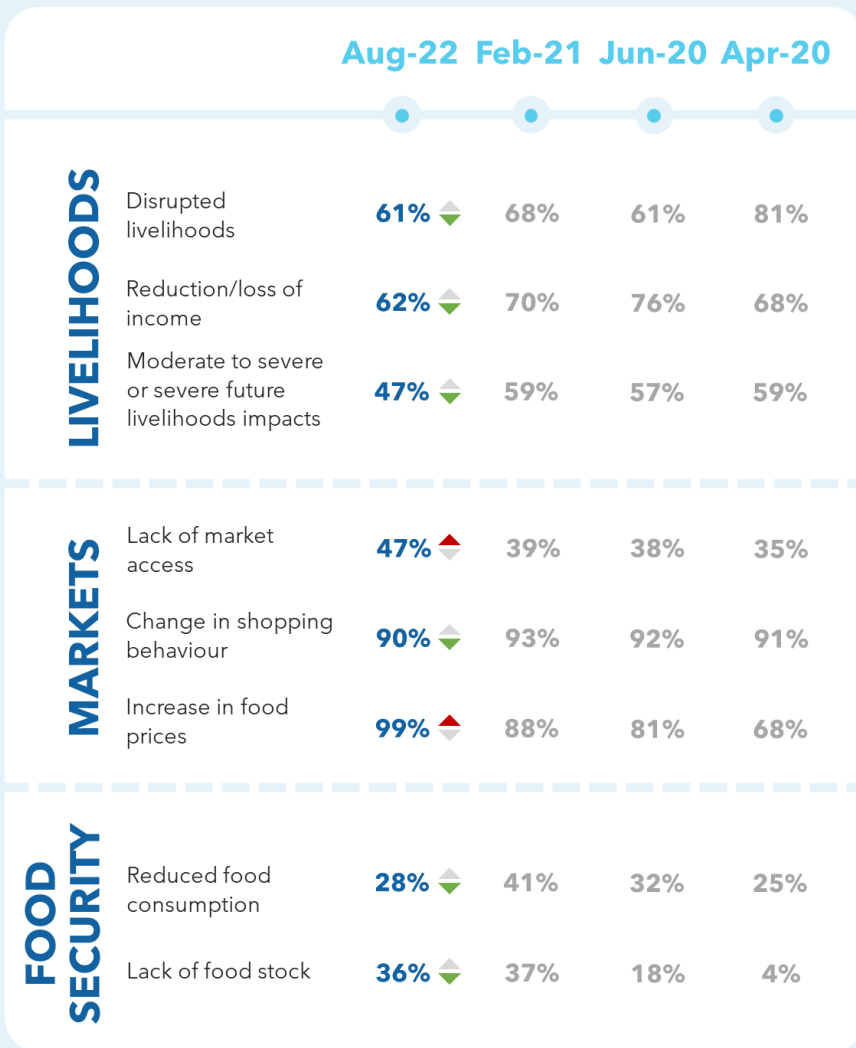 Aug-22 Feb-21 Jun-20 Apr-20
LIVELIHOODS
Disrupted
livelihoods
61% 68% 61% 81%
Reduction/loss of
income
62% 70% 76% 68%
Moderate to severe
or severe future
livelihoods impacts
47% 59% 57% 59%
MARKETS
Lack of market
access
47% 39% 38% 35%
Change in shopping
behaviour
90% 93% 92% 91%
Increase in food
prices
99% 88% 81% 68%
FOOD
SECURITY
Reduced food
consumption
28% 41% 32% 25%
Lack of food stock
36% 37% 18% 4%